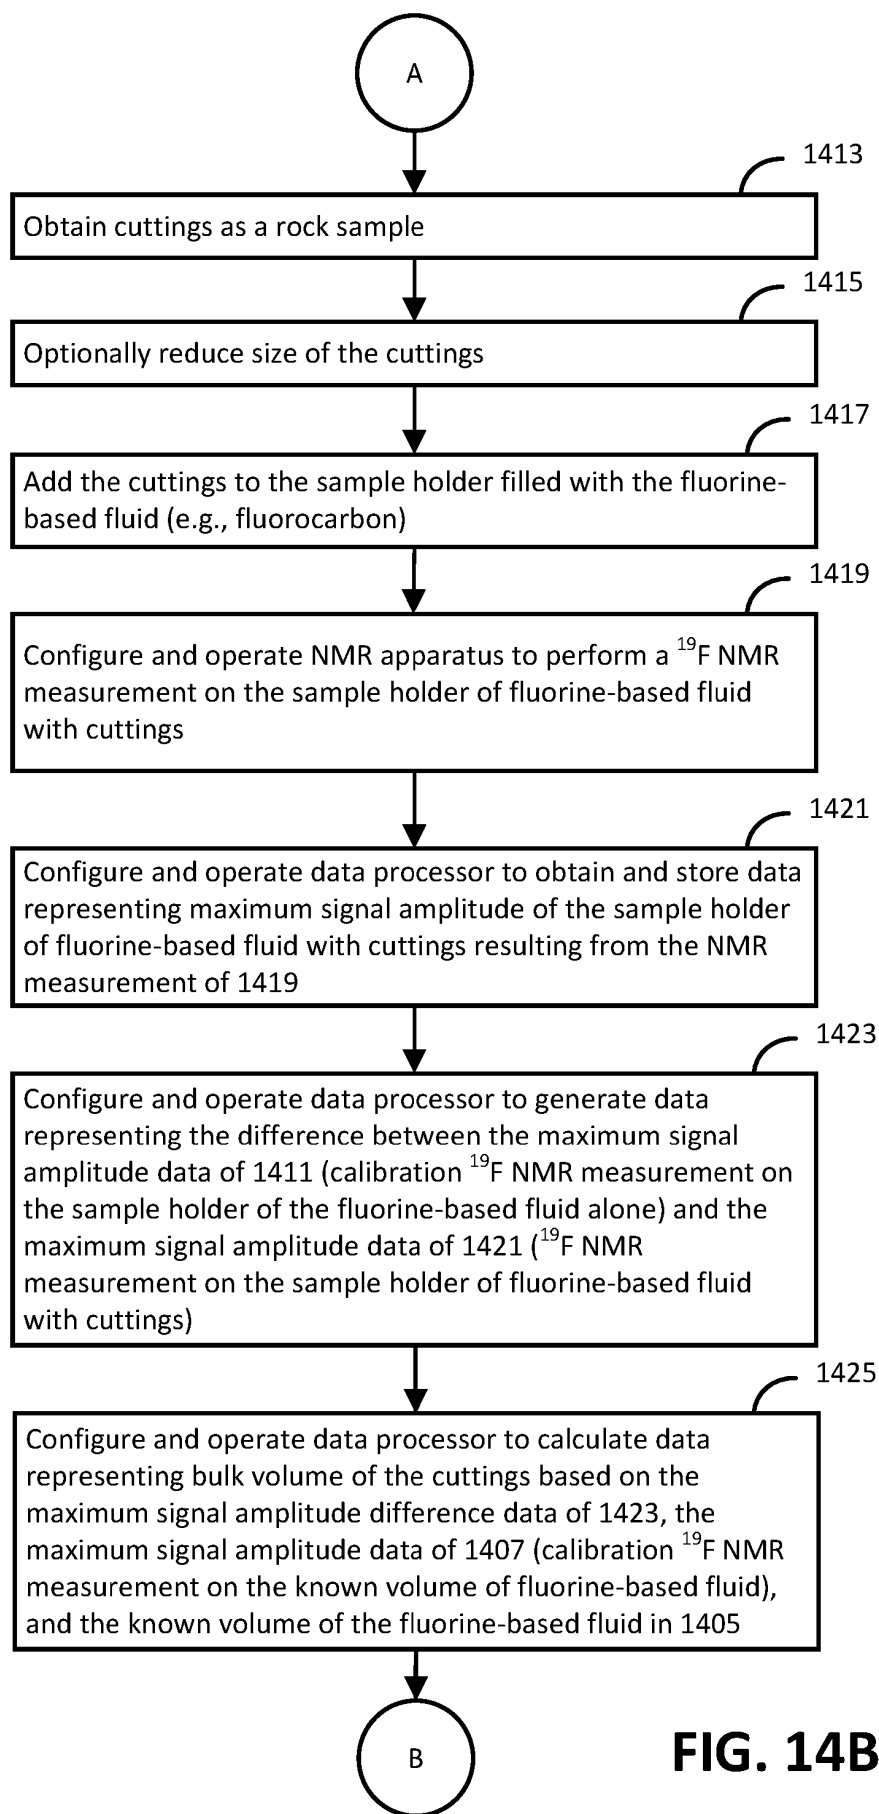 A
1413
Obtain cuttings as a rock sample
1415
Optionally reduce size of the cuttings
1417
Add the cuttings to the sample holder filled with the fluorine-
based fluid (e.g., fluorocarbon)
1419
Configure and operate NMR apparatus to perform a ¹⁹F NMR
measurement on the sample holder of fluorine-based fluid
with cuttings
1421
Configure and operate data processor to obtain and store data
representing maximum signal amplitude of the sample holder
of fluorine-based fluid with cuttings resulting from the NMR
measurement of 1419
1423
Configure and operate data processor to generate data
representing the difference between the maximum signal
amplitude data of 1411 (calibration ¹⁹F NMR measurement on
the sample holder of the fluorine-based fluid alone) and the
maximum signal amplitude data of 1421 (¹⁹F NMR
measurement on the sample holder of fluorine-based fluid
with cuttings)
1425
Configure and operate data processor to calculate data
representing bulk volume of the cuttings based on the
maximum signal amplitude difference data of 1423, the
maximum signal amplitude data of 1407 (calibration ¹⁹F NMR
measurement on the known volume of fluorine-based fluid),
and the known volume of the fluorine-based fluid in 1405
B
FIG. 14B